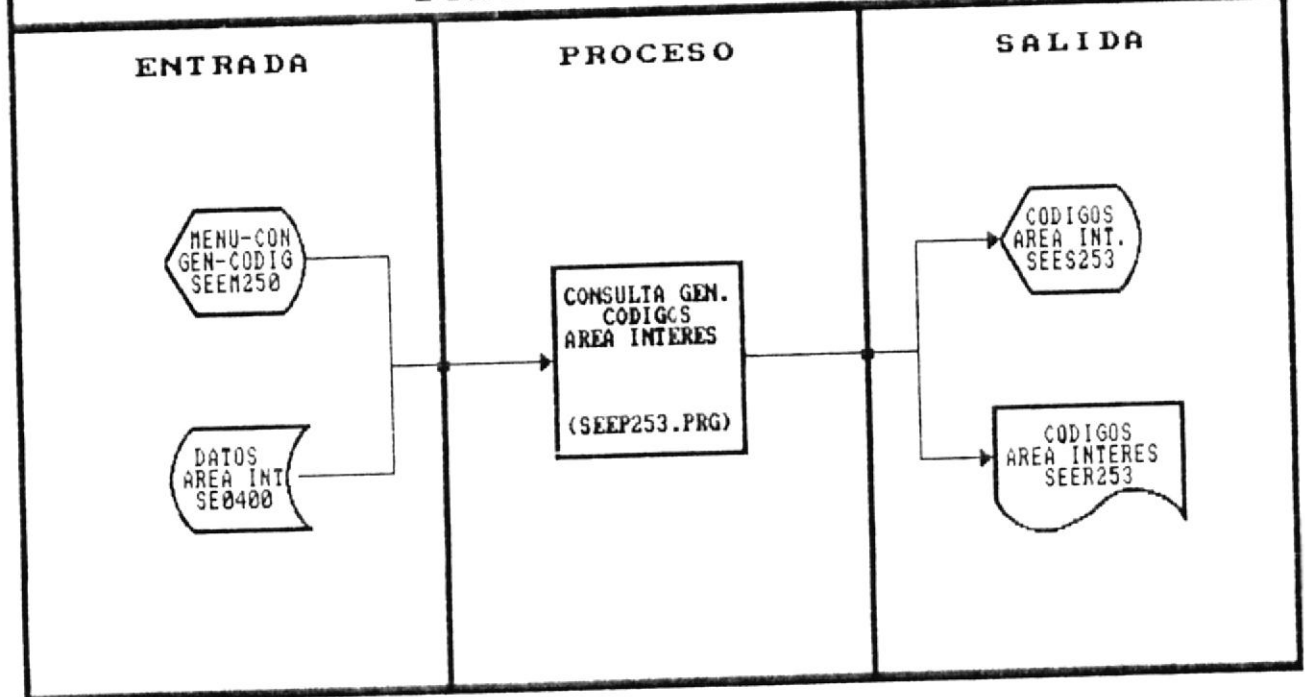 ENTRADA
PROCESO
SALIDA
MENU-CON
GEN-CODIG
SEEM250
DATOS
AREA INT
SE0400
CONSULTA GEN.
CODIGOS
AREA INTERES
(SEEP253.PRG)
CODIGOS
AREA INT.
SEES253
CODIGOS
AREA INTERES
SEER253